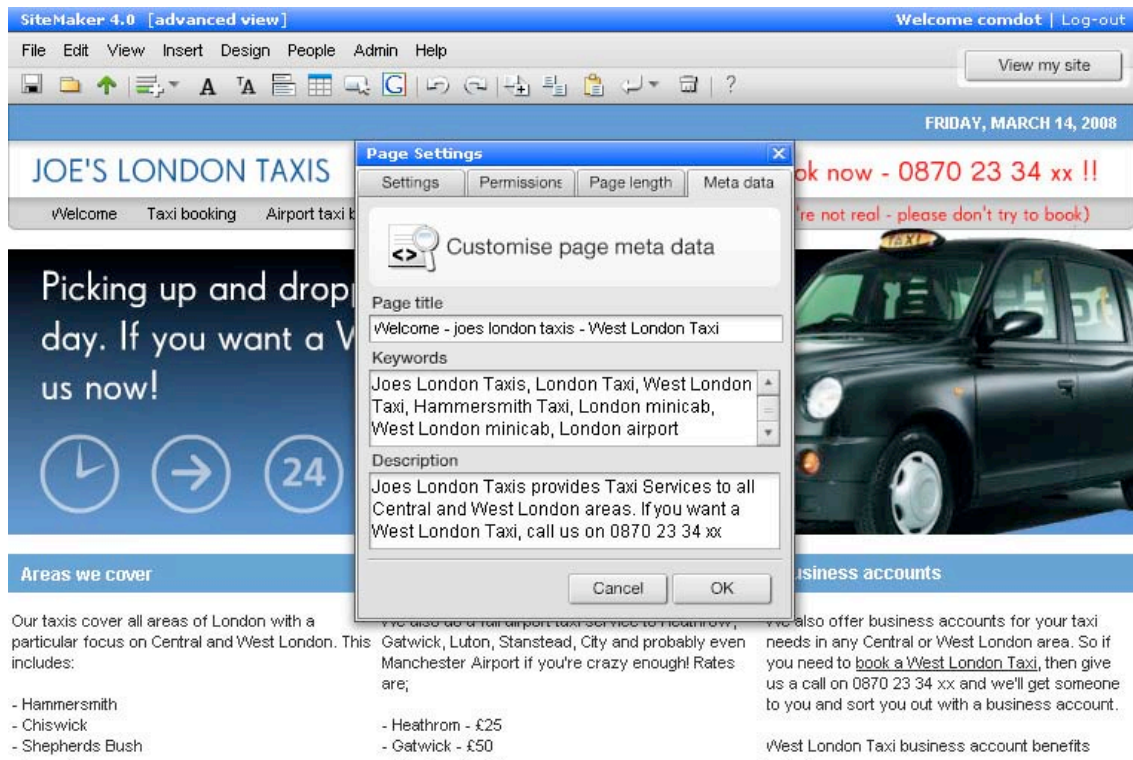 SiteMaker 4.0 [advanced view]
Welcome comdot | Log-out
File Edit View Insert Design People Admin Help
View my site
FRIDAY, MARCH 14, 2008
JOE'S LONDON TAXIS
ok now - 0870 23 34 xx !!
Welcome Taxi booking Airport taxi b
're not real - please don't try to book)
TAXI
Picking up and drop
day. If you want a
us now!
24
Page Settings
Settings Permissions Page length Meta data
Customise page meta data
Page title
Welcome - joes london taxis - West London Taxi
Keywords
Joes London Taxis, London Taxi, West London
Taxi, Hammersmith Taxi, London minicab,
West London minicab, London airport
Description
Joes London Taxis provides Taxi Services to all
Central and West London areas. If you want a
West London Taxi, call us on 0870 23 34 xx
Cancel OK
Areas we cover
Our taxis cover all areas of London with a
particular focus on Central and West London. This
includes:
- Hammersmith
- Chiswick
- Shepherds Bush
We also do a full airport taxi service to Heathrow,
Gatwick, Luton, Stanstead, City and probably even
Manchester Airport if you're crazy enough! Rates
are;
- Heathrom - £25
- Gatwick - £50
usiness accounts
We also offer business accounts for your taxi
needs in any Central or West London area. So if
you need to book a West London Taxi, then give
us a call on 0870 23 34 xx and we'll get someone
to you and sort you out with a business account.
West London Taxi business account benefits